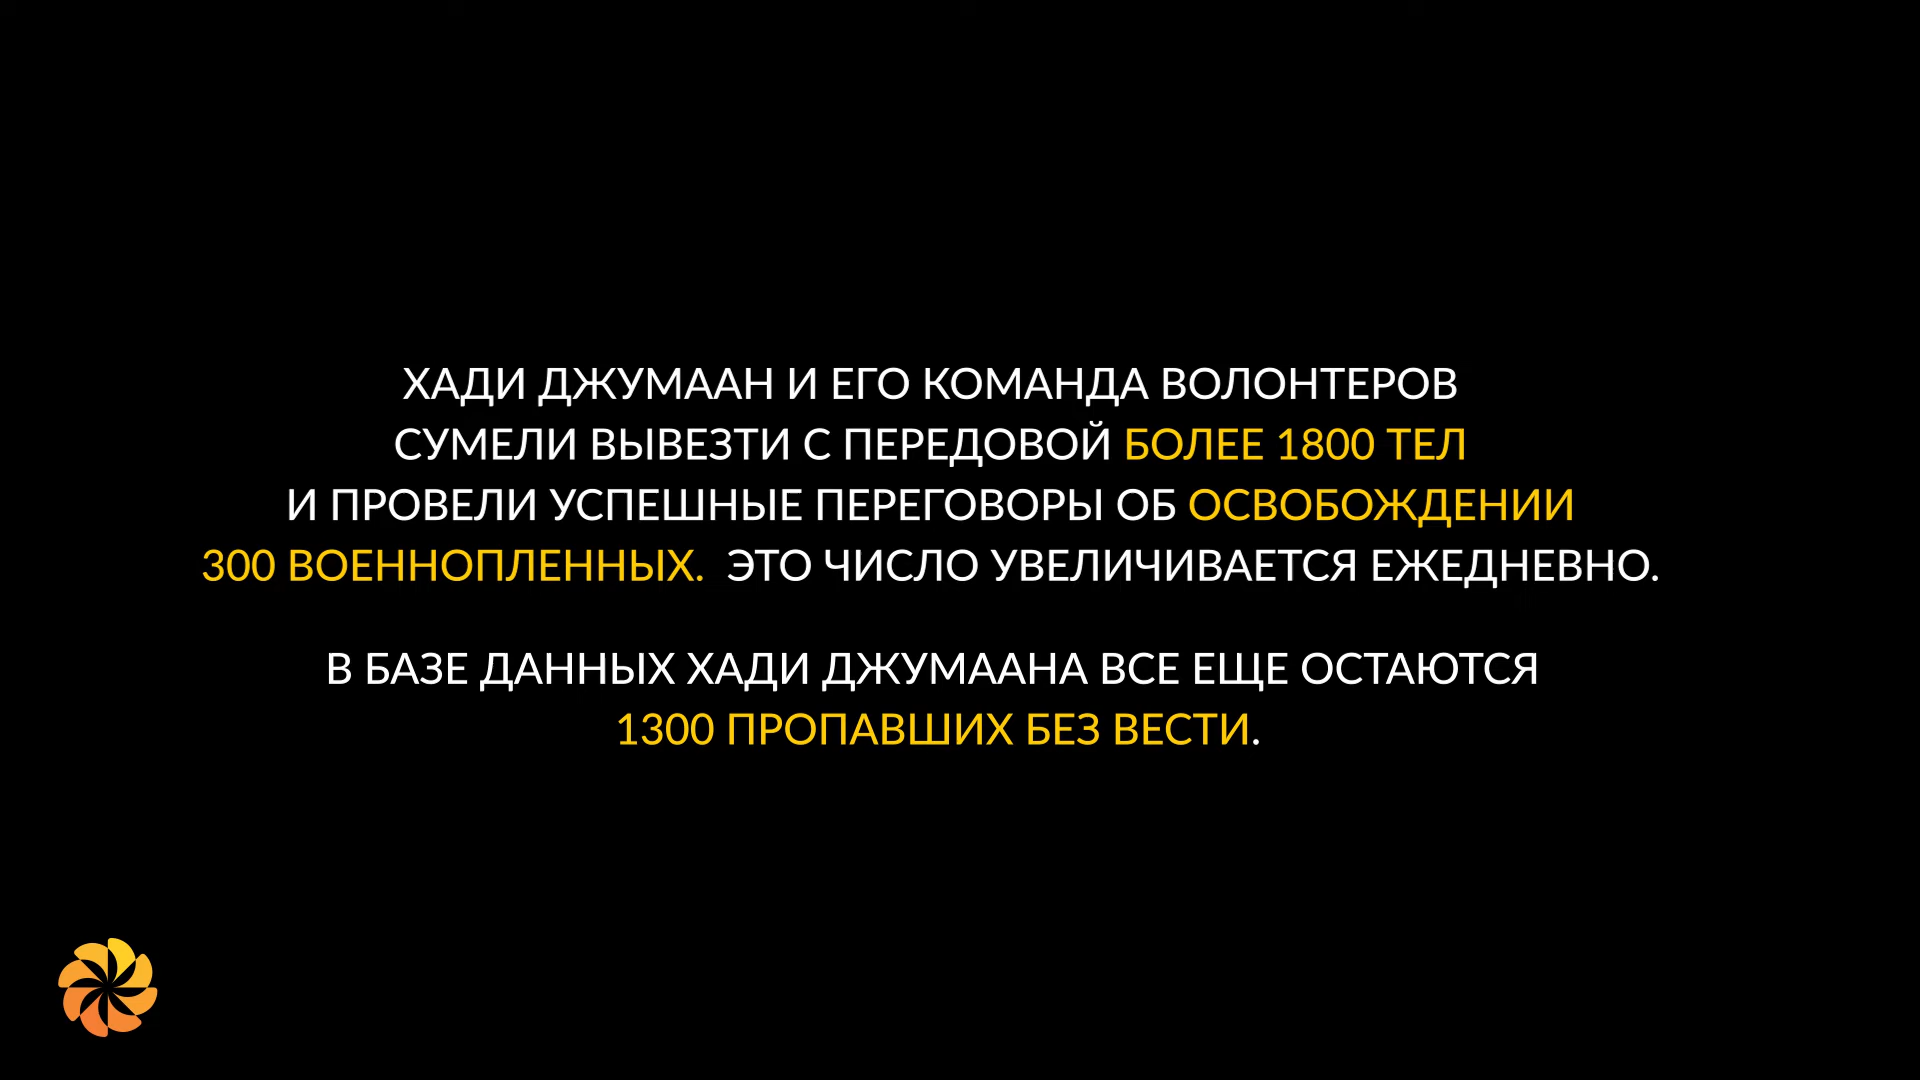 ХАДИ ДЖУМААН И ЕГО КОМАНДА ВОЛОНТЕРОВ
СУМЕЛИ ВЫВЕЗТИ С ПЕРЕДОВОЙ БОЛЕЕ 1800 ТЕЛ
И ПРОВЕЛИ УСПЕШНЫЕ ПЕРЕГОВОРЫ ОБ ОСВОБОЖДЕНИИ
300 ВОЕННОПЛЕННЫХ. ЭТО ЧИСЛО УВЕЛИЧИВАЕТСЯ ЕЖЕДНЕВНО.
В БАЗЕ ДАННЫХ ХАДИ ДЖУМААНА ВСЕ ЕЩЕ ОСТАЮТСЯ
1300 ПРОПАВШИХ БЕЗ ВЕСТИ.